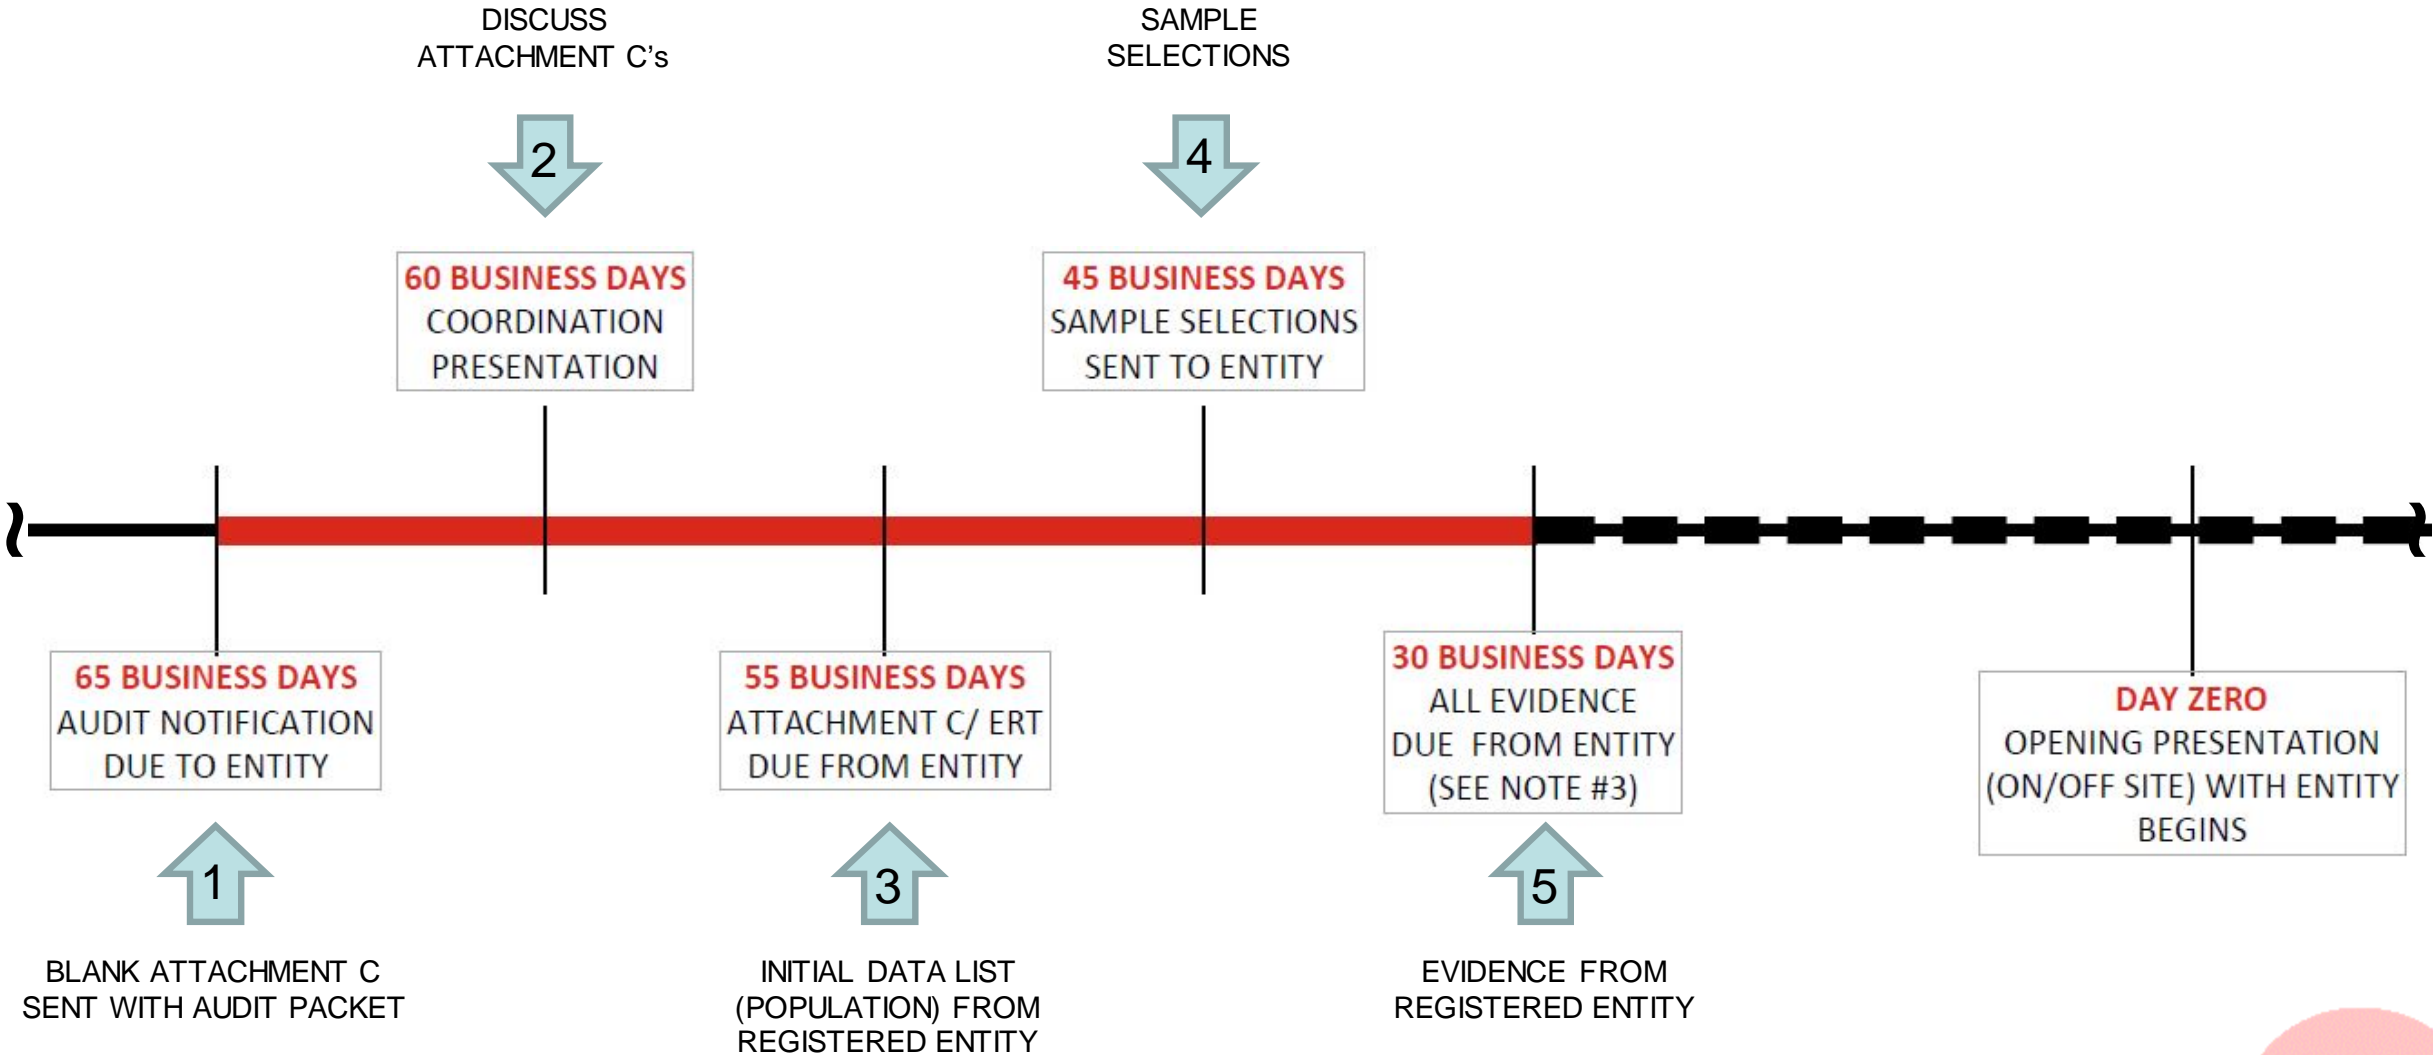 DISCUSS
ATTACHMENT C's
SAMPLE
SELECTIONS
2
4
60 BUSINESS DAYS
COORDINATION
PRESENTATION
45 BUSINESS DAYS
SAMPLE SELECTIONS
SENT TO ENTITY
65 BUSINESS DAYS
AUDIT NOTIFICATION
DUE TO ENTITY
55 BUSINESS DAYS
ATTACHMENT C/ ERT
DUE FROM ENTITY
30 BUSINESS DAYS
ALL EVIDENCE
DUE FROM ENTITY
(SEE NOTE #3)
DAY ZERO
OPENING PRESENTATION
(ON/OFF SITE) WITH ENTITY
BEGINS
1
3
5
BLANK ATTACHMENT C
SENT WITH AUDIT PACKET
INITIAL DATA LIST
(POPULATION) FROM
REGISTERED ENTITY
EVIDENCE FROM
REGISTERED ENTITY